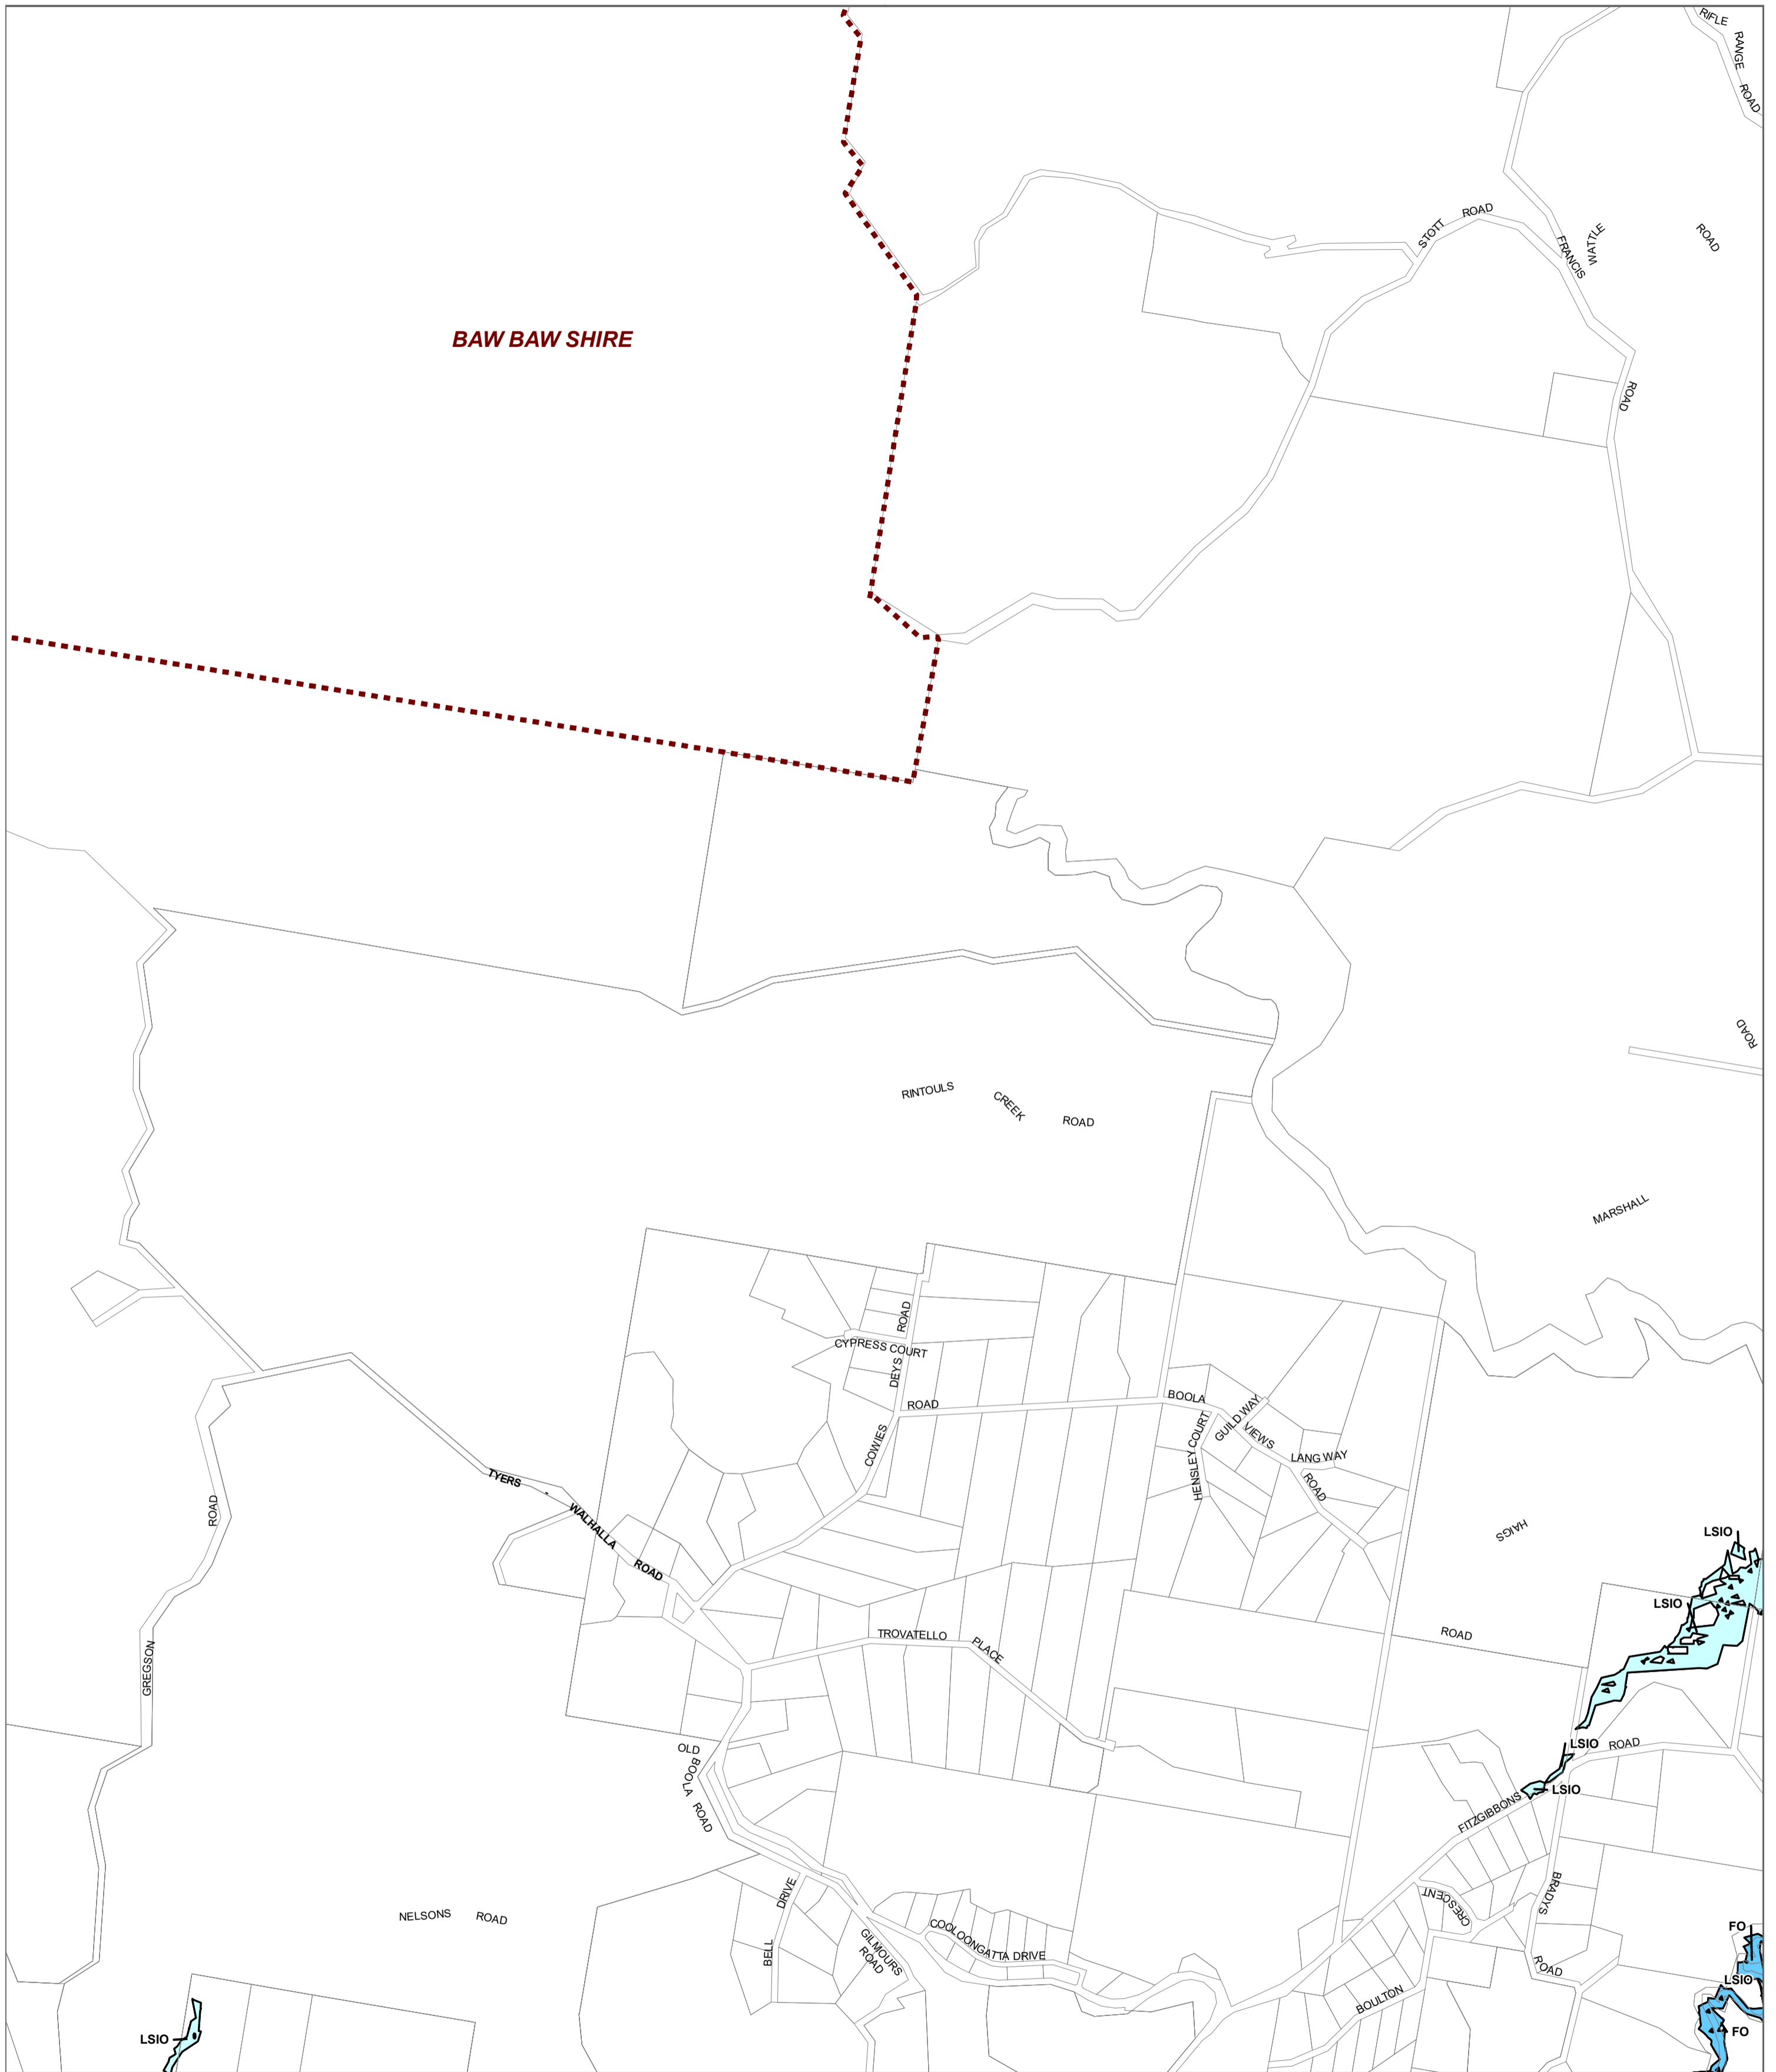 RIFLE
RANGE
ROAD
STOTT
ROAD
FRANCIS
WATTLE
ROAD
BAW BAW SHIRE
ROAD
ROAD
RINTOULS
CREEK
ROAD
MARSHALL
ROAD
CYPRESS COURT
DEYS
ROAD
BOOLA
COWIES
GUILD WAY
HENSLEY COURT
VIEWS
LANG WAY
ROAD
TYERS
-
WALHALLA
ROAD
ROAD
HAIGS
LSIO
LSIO
GREGSON
TROVATELLO
PLACE
ROAD
OLD
BOOLA
ROAD
LSIO
ROAD
LSIO
FITZGIBBONS
BRADYS
CRESCENT
NELSONS
ROAD
DRIVE
BELL
GILMOURS
ROAD
COOLOONGATTA DRIVE
ROAD
BOULTON
FO
LSIO
FO
LSIO